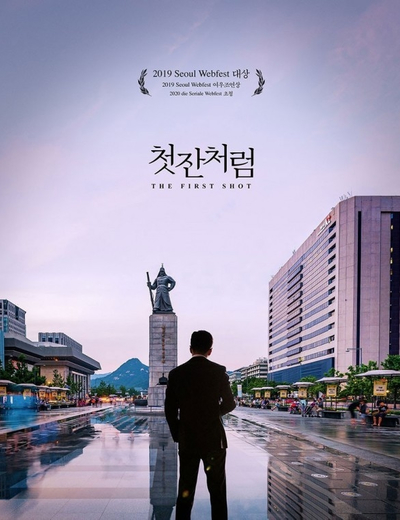 2019 Seoul Webfest 대상
2019 Seoul Webfest 여우조연상
2020 die Seriale Webfest 초청
첫잔처럼
THE FIRST SHOT